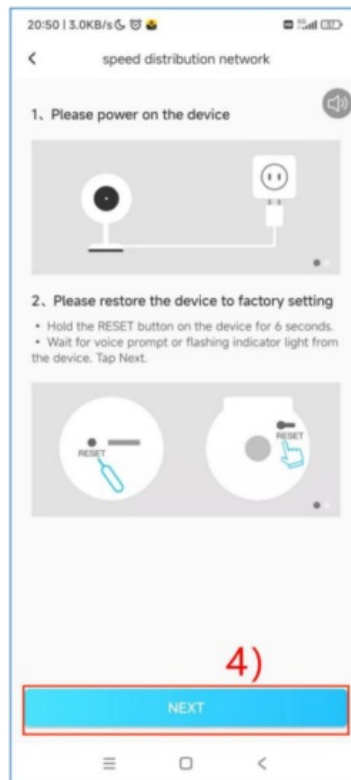 20:50 | 3.0KB/s
speed distribution network
1、Please power on the device
2、Please restore the device to factory setting
• Hold the RESET button on the device for 6 seconds.
• Wait for voice prompt or flashing indicator light from
the device. Tap Next.
RESET
RESET
4)
NEXT